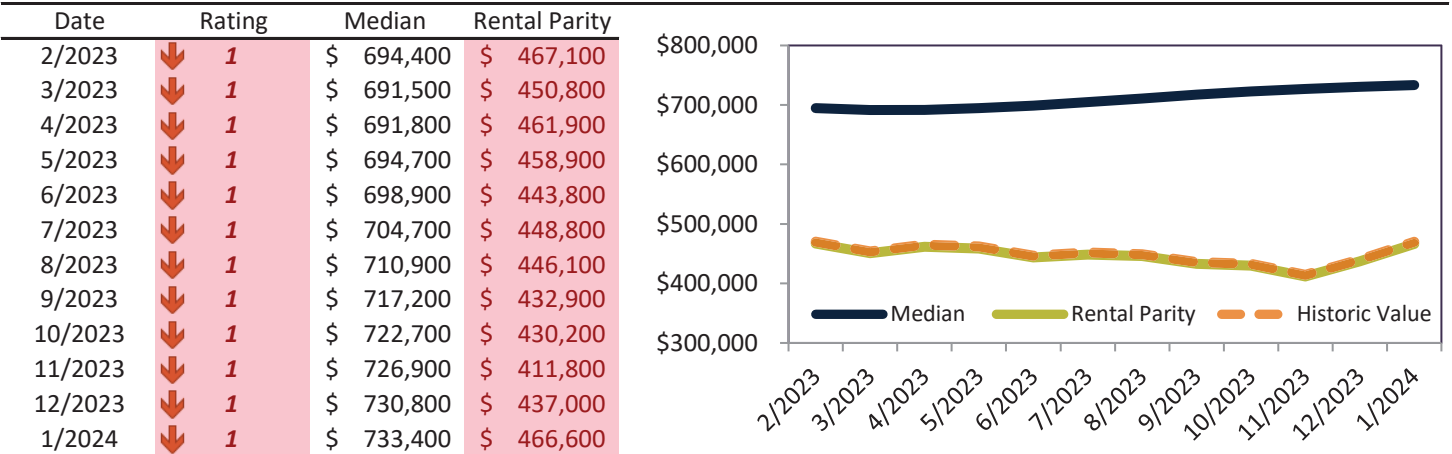 Date Rating Median Rental Parity
2/2023 1 $ 694,400 $ 467,100
3/2023 1 $ 691,500 $ 450,800
4/2023 1 $ 691,800 $ 461,900
5/2023 1 $ 694,700 $ 458,900
6/2023 1 $ 698,900 $ 443,800
7/2023 1 $ 704,700 $ 448,800
8/2023 1 $ 710,900 $ 446,100
9/2023 1 $ 717,200 $ 432,900
10/2023 1 $ 722,700 $ 430,200
11/2023 1 $ 726,900 $ 411,800
12/2023 1 $ 730,800 $ 437,000
1/2024 1 $ 733,400 $ 466,600
$800,000
$700,000
$600,000
$500,000
$400,000
$300,000
Median Rental Parity Historic Value
2/2023 3/2023 4/2023 5/2023 6/2023 7/2023 8/2023 9/2023 10/2023 11/2023 12/2023 1/2024